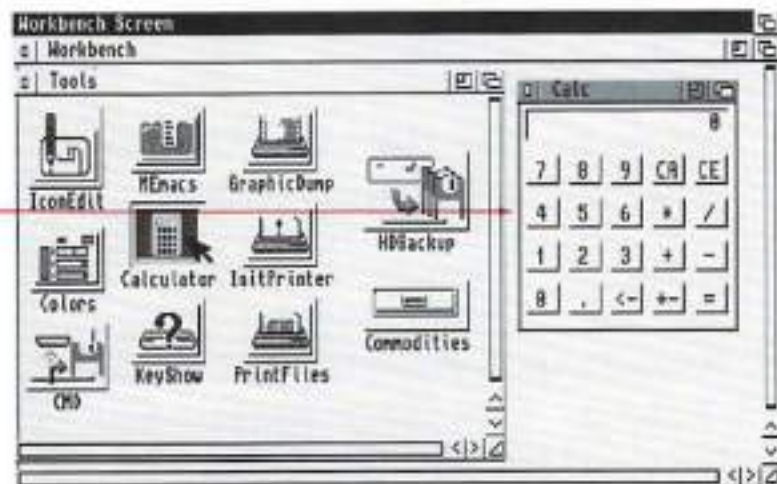 Workbench Screen
Workbench
Tools
Calc
0
IconEdit
MEmacs
GraphicDump
HDBackup
7 8 9 CA CE
4 5 6 * /
1 2 3 + -
0 . <- +- =
Colors
Calculator
InitPrinter
Commodities
CMD
KeyShow
PrintFiles